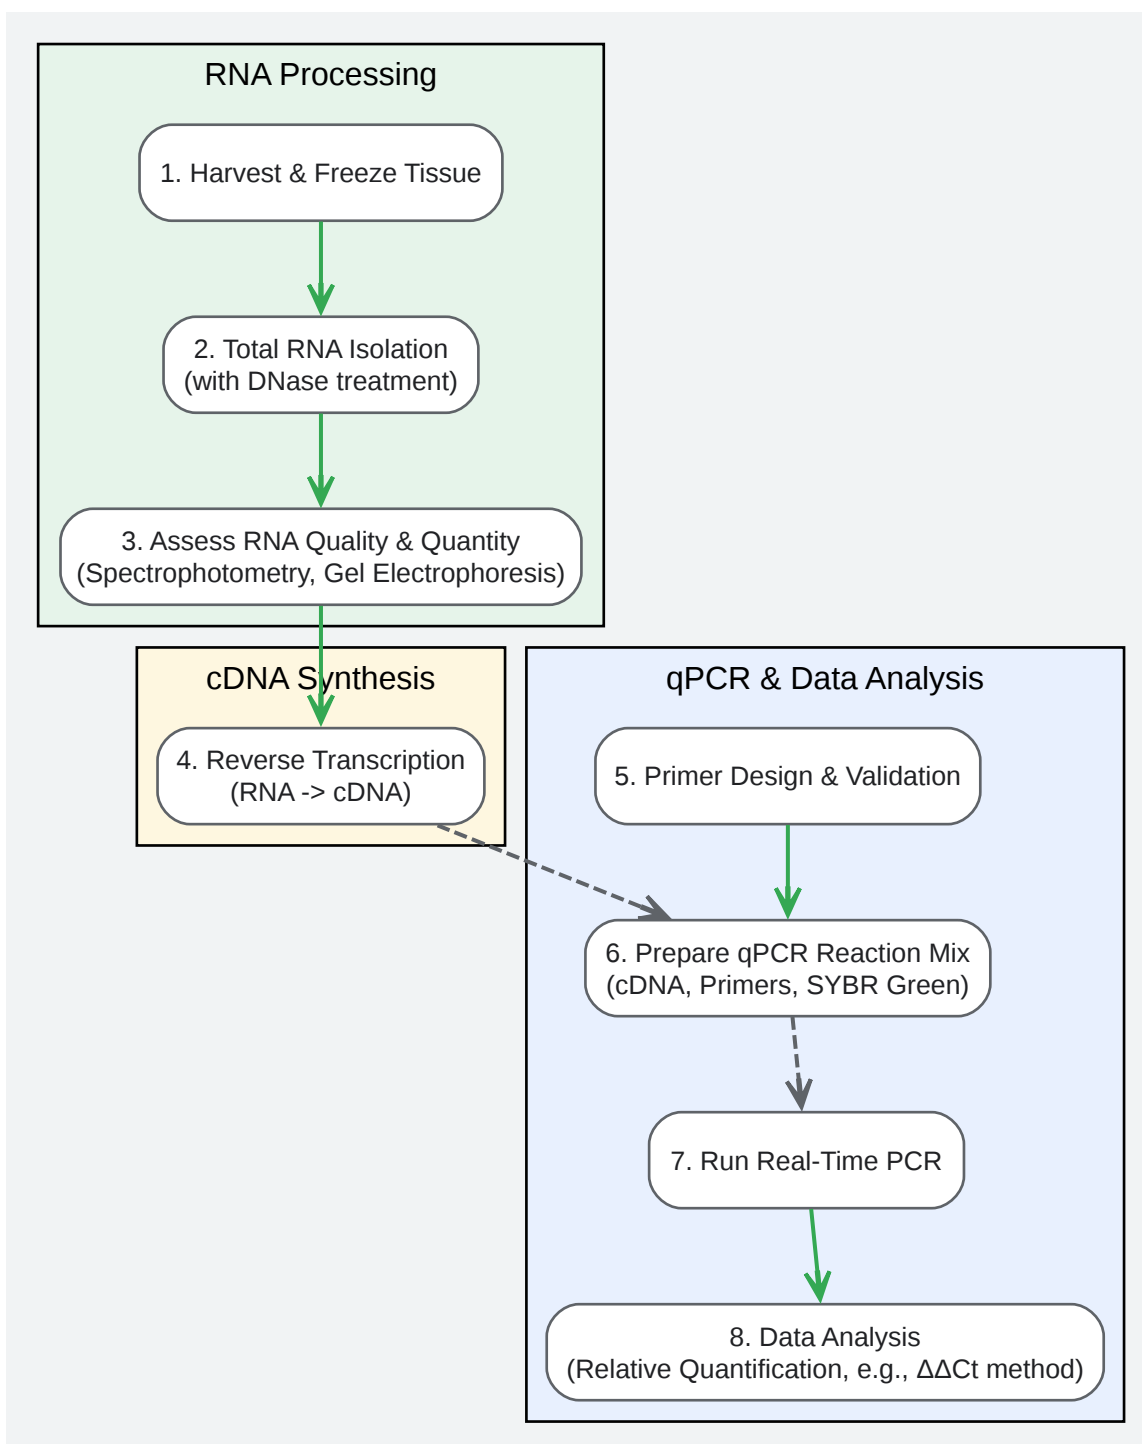 RNA Processing
1. Harvest & Freeze Tissue
2. Total RNA Isolation
(with DNase treatment)
3. Assess RNA Quality & Quantity
(Spectrophotometry, Gel Electrophoresis)
cDNA Synthesis
4. Reverse Transcription
(RNA -> cDNA)
qPCR & Data Analysis
5. Primer Design & Validation
6. Prepare qPCR Reaction Mix
(cDNA, Primers, SYBR Green)
7. Run Real-Time PCR
8. Data Analysis
(Relative Quantification, e.g., ΔΔCt method)